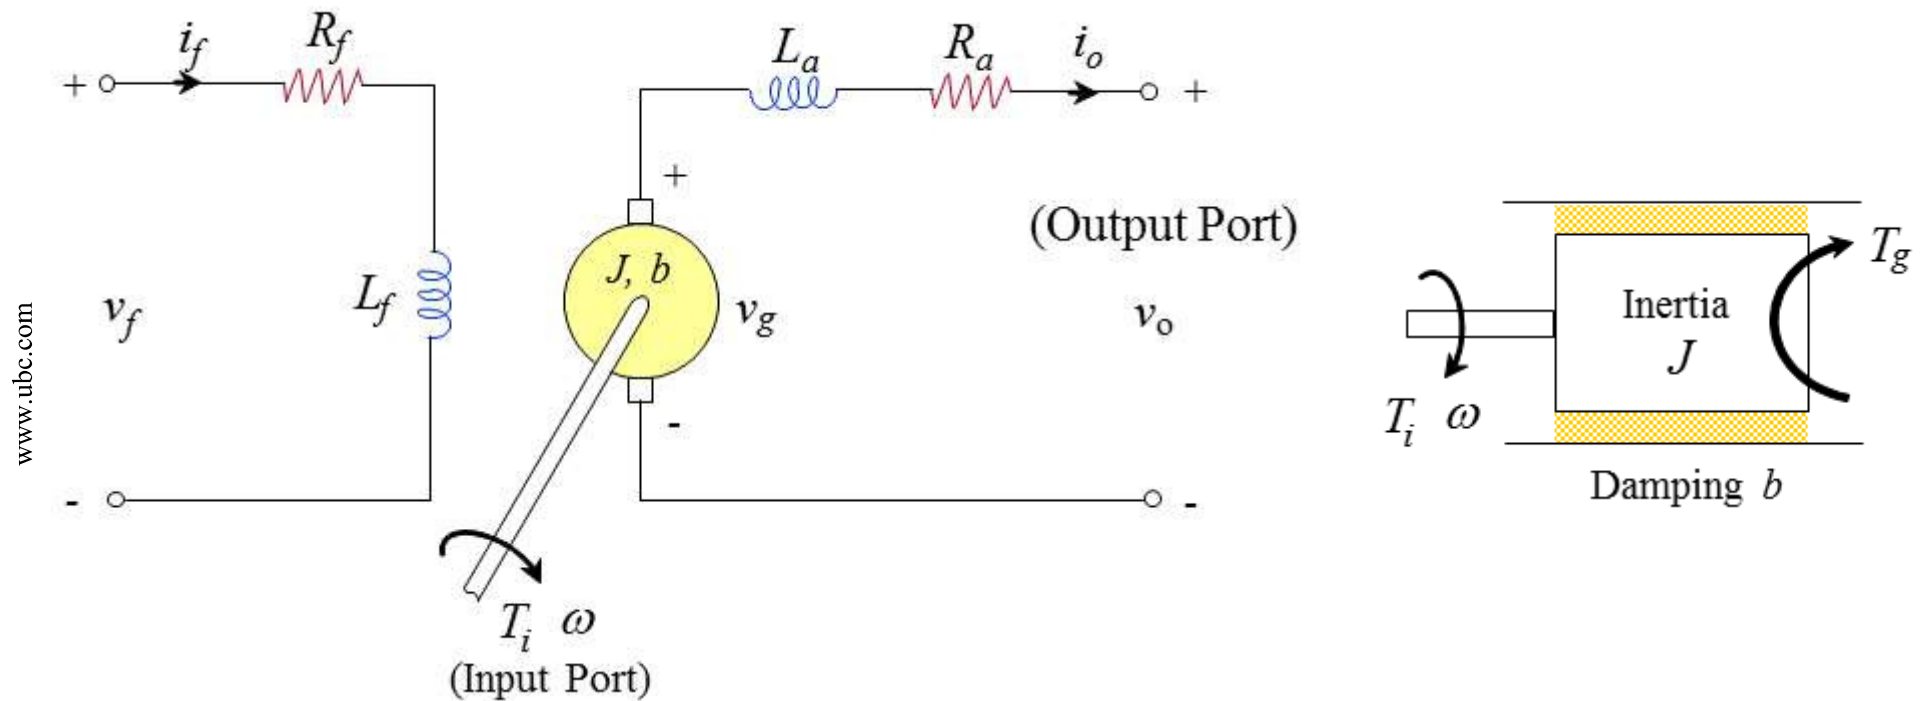 i_f
R_f
L_a
R_a
i_o
+
+
+
J, b
(Output Port)
T_g
v_f
L_f
v_g
v_o
Inertia
J
T_i ω
www.ubc.com
-
Damping b
-
-
T_i ω
(Input Port)